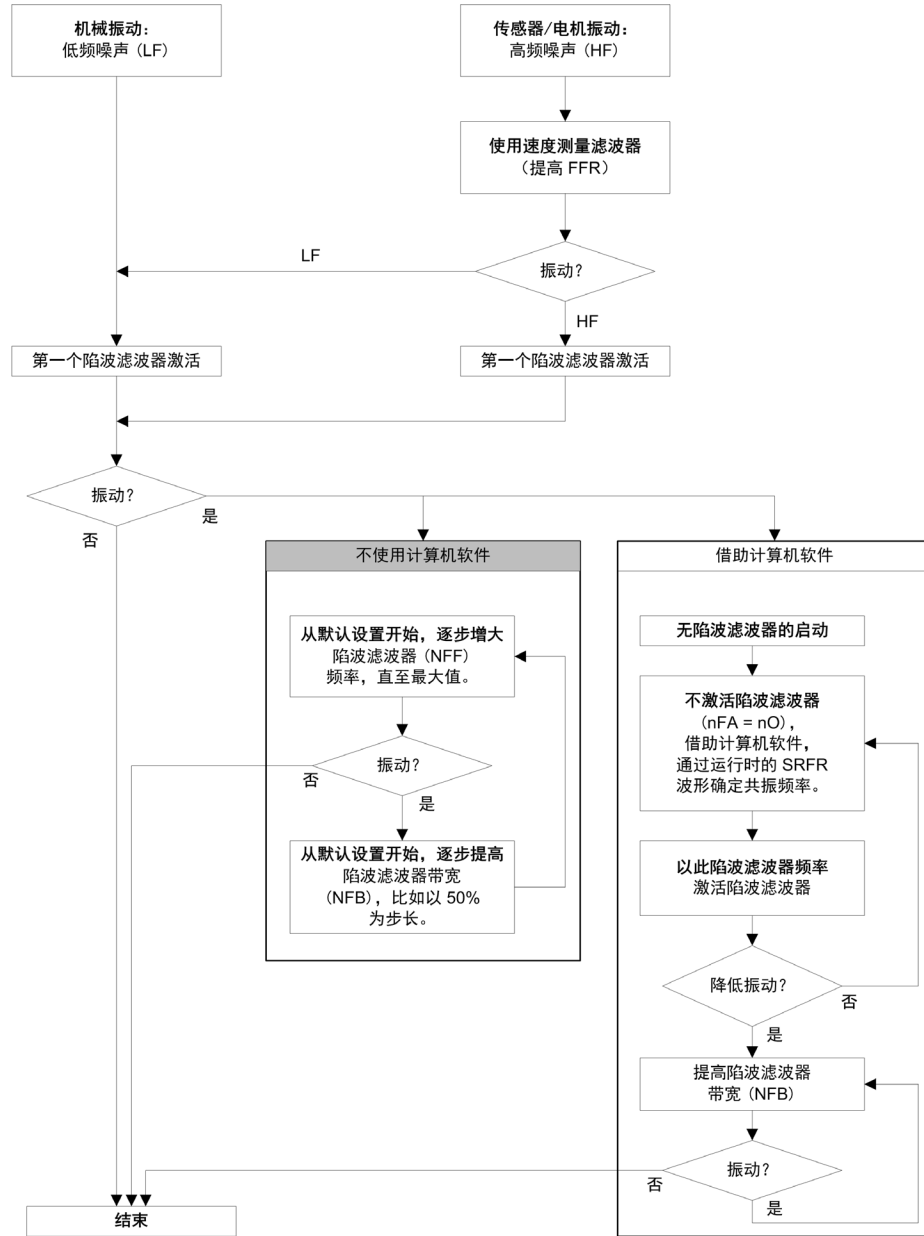 机械振动：
低频噪声 (LF)
传感器/电机振动：
高频噪声 (HF)
使用速度测量滤波器
（提高 FFR）
LF
振动？
HF
第一个陷波滤波器激活
第一个陷波滤波器激活
振动？
是
否
不使用计算机软件
从默认设置开始，逐步增大
陷波滤波器 (NFF)
频率，直至最大值。
振动？
否
是
从默认设置开始，逐步提高
陷波滤波器带宽
(NFB)，比如以 50%
为步长。
借助计算机软件
无陷波滤波器的启动
不激活陷波滤波器
(nFA = nO)，
借助计算机软件，
通过运行时的 SRFR
波形确定共振频率。
以此陷波滤波器频率
激活陷波滤波器
降低振动？
否
是
提高陷波滤波器
带宽 (NFB)
振动？
否
是
结束